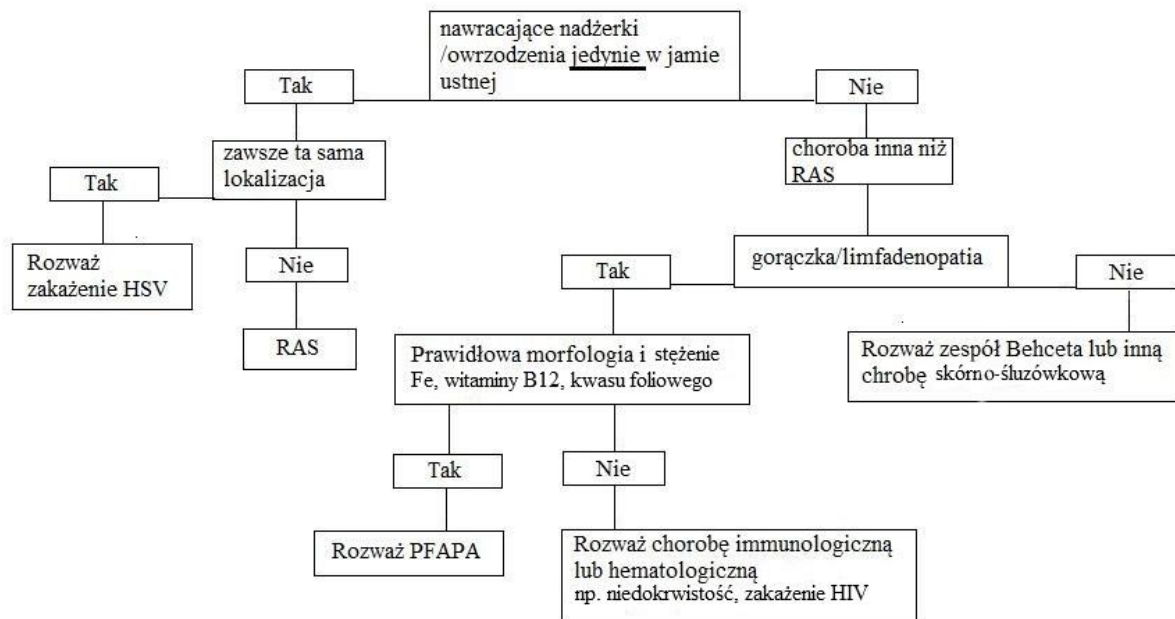 nawracające nadżerki
/owrzodzenia jedynie w jamie
ustnej
Tak
Nie
zawsze ta sama
lokalizacja
choroba inna niż
RAS
Tak
Rozważ
zakażenie HSV
Nie
RAS
gorączka/limfadenopatia
Tak
Nie
Prawidłowa morfologia i stężenie
Fe, witaminy B12, kwasu foliowego
Rozważ zespół Behceta lub inną
chrobę skórno-śluzówkową
Tak
Nie
Rozważ PFAPA
Rozważ chorobę immunologiczną
lub hematologiczną
np. niedokrwistość, zakażenie HIV